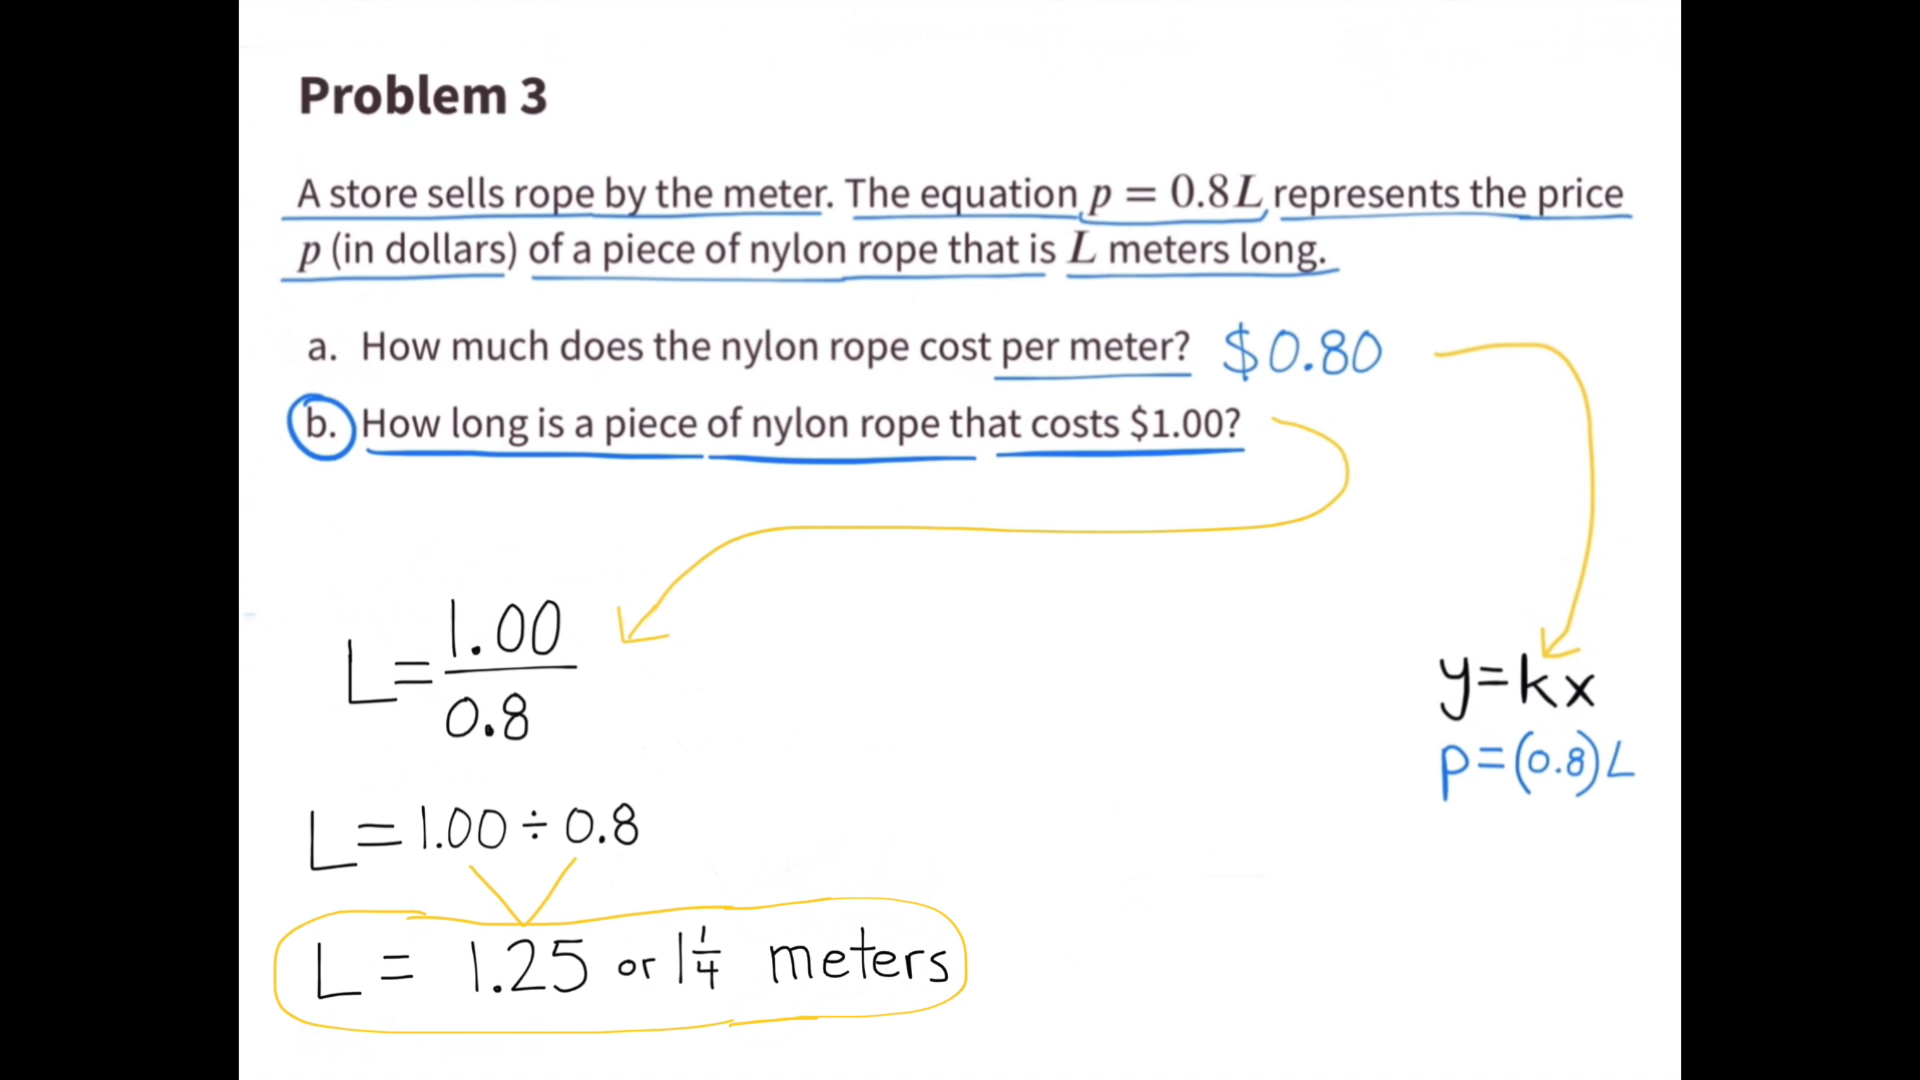 Problem 3
A store sells rope by the meter. The equation p = 0.8L represents the price
p (in dollars) of a piece of nylon rope that is L meters long.
a. How much does the nylon rope cost per meter? $0.80
b. How long is a piece of nylon rope that costs $1.00?
L = 1.00
0.8
y = kx
p = (0.8) L
L = 1.00 ÷ 0.8
L = 1.25 or 1 1/4 meters